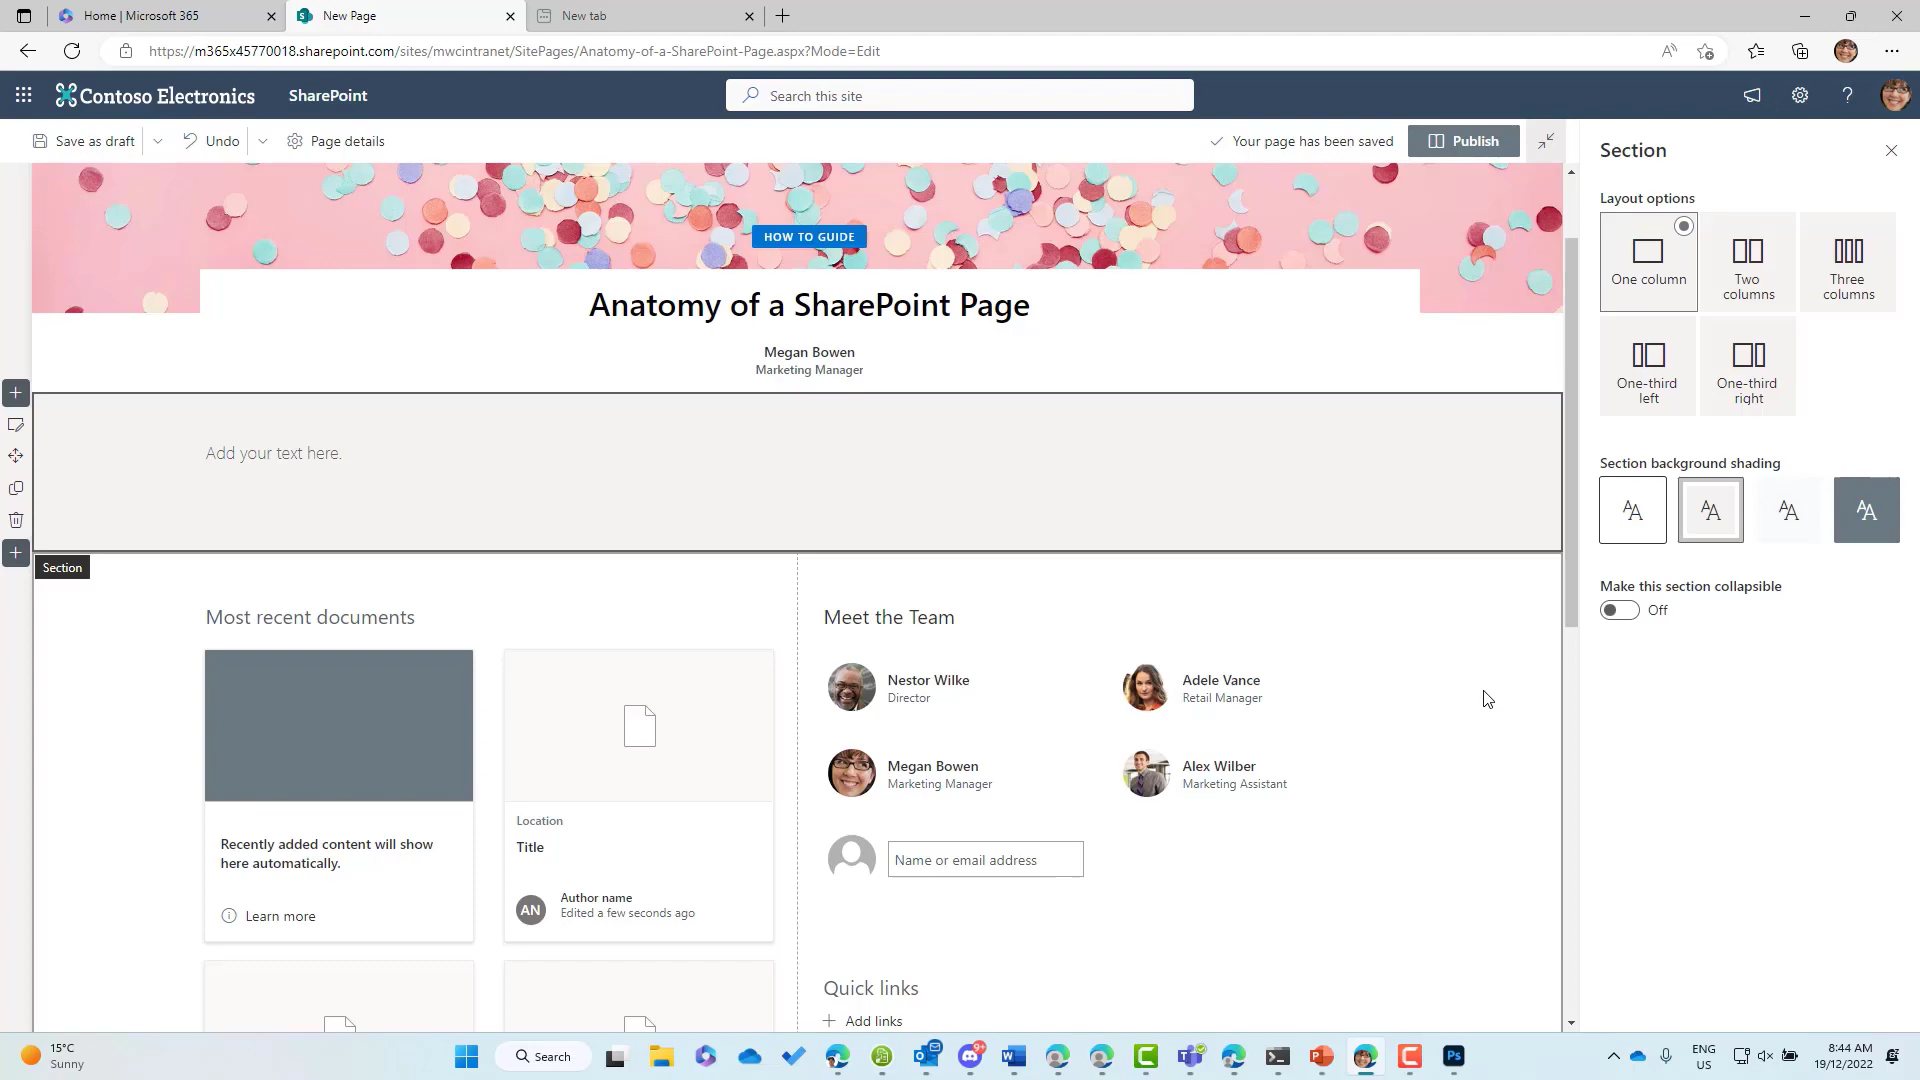 Home | Microsoft 365
New Page
New tab
https://m365x45770018.sharepoint.com/sites/mwcintranet/SitePages/Anatomy-of-a-SharePoint-Page.aspx?Mode=Edit
Contoso Electronics
SharePoint
Search this site
Save as draft
Undo
Page details
Your page has been saved
Publish
HOW TO GUIDE
Anatomy of a SharePoint Page
Megan Bowen
Marketing Manager
Add your text here.
Section
Most recent documents
Recently added content will show
here automatically.
Learn more
Location
Title
AN
Author name
Edited a few seconds ago
Meet the Team
Nestor Wilke
Director
Adele Vance
Retail Manager
Megan Bowen
Marketing Manager
Alex Wilber
Marketing Assistant
Name or email address
Quick links
Add links
Section
Layout options
One column
Two
columns
Three
columns
One-third
left
One-third
right
Section background shading
AA
AA
AA
AA
Make this section collapsible
Off
15°C
Sunny
Search
9+
Ps
ENG
US
8:44 AM
19/12/2022